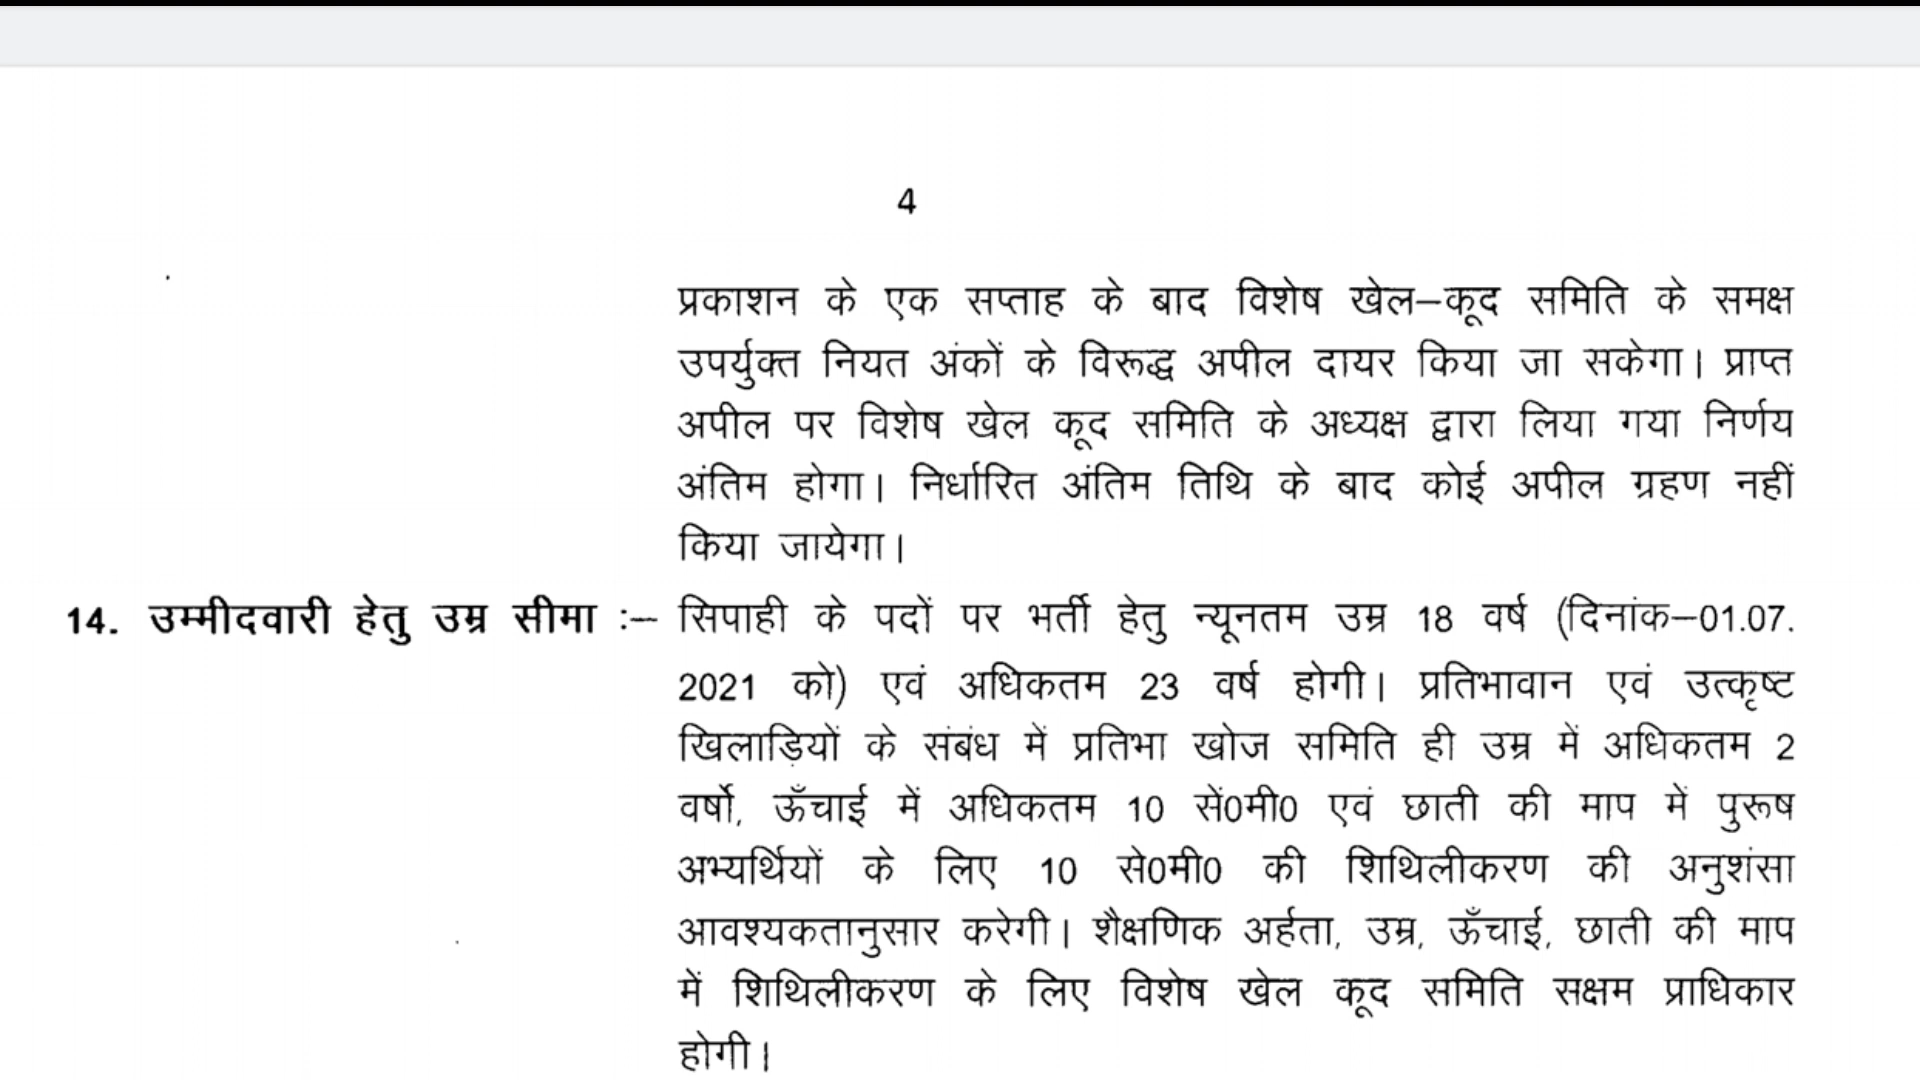 4
प्रकाशन के एक सप्ताह के बाद विशेष खेल–कूद समिति के समक्ष
उपर्युक्त नियत अंकों के विरूद्ध अपील दायर किया जा सकेगा। प्राप्त
अपील पर विशेष खेल कूद समिति के अध्यक्ष द्वारा लिया गया निर्णय
अंतिम होगा। निर्धारित अंतिम तिथि के बाद कोई अपील ग्रहण नहीं
किया जायेगा।
14. उम्मीदवारी हेतु उम्र सीमा :– सिपाही के पदों पर भर्ती हेतु न्यूनतम उम्र 18 वर्ष (दिनांक–01.07.
2021 को) एवं अधिकतम 23 वर्ष होगी। प्रतिभावान एवं उत्कृष्ट
खिलाड़ियों के संबंध में प्रतिभा खोज समिति ही उम्र में अधिकतम 2
वर्षो, ऊँचाई में अधिकतम 10 सें0मी0 एवं छाती की माप में पुरूष
अभ्यर्थियों के लिए 10 से0मी0 की शिथिलीकरण की अनुशंसा
आवश्यकतानुसार करेगी। शैक्षणिक अर्हता, उम्र, ऊँचाई, छाती की माप
में शिथिलीकरण के लिए विशेष खेल कूद समिति सक्षम प्राधिकार
होगी।